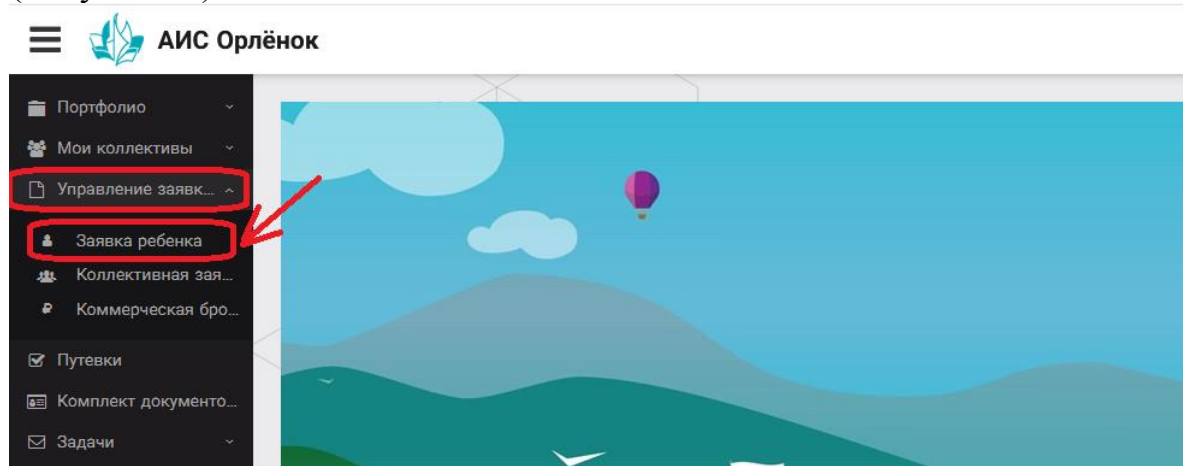 АИС Орлёнок
Портфолио
Мои коллективы
Управление заявк...
Заявка ребенка
Коллективная зая...
Коммерческая бро...
Путевки
Комплект документо...
Задачи